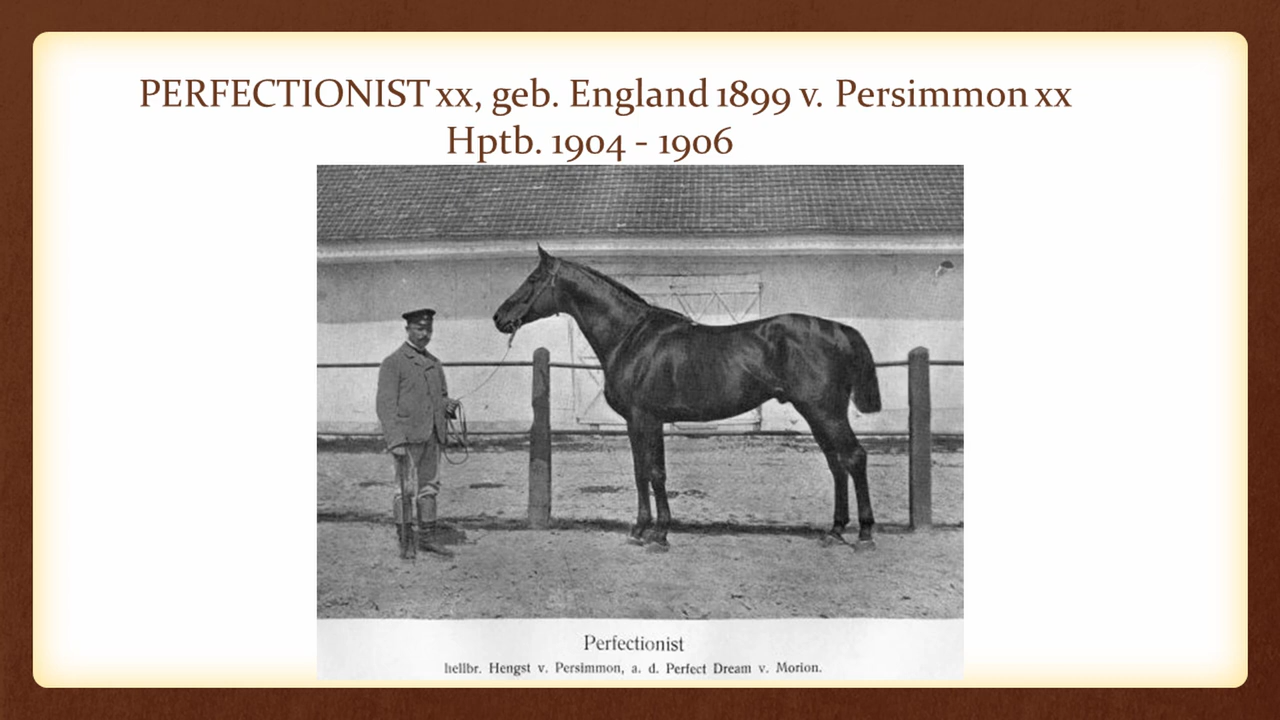 PERFECTIONIST xx, geb. England 1899 v. Persimmon xx
Hptb. 1904 - 1906
Perfectionist
hellbr. Hengst v. Persimmon, a. d. Perfect Dream v. Morion.